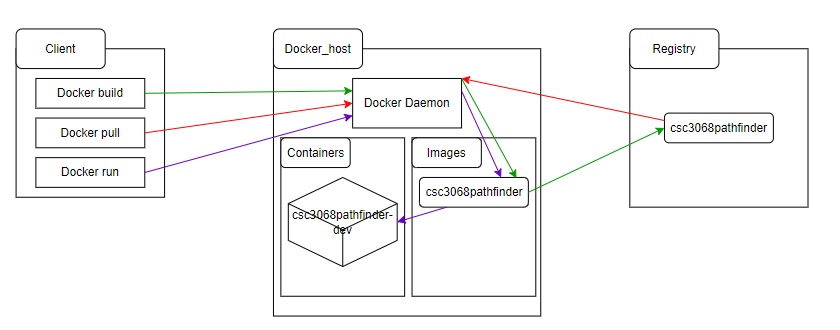 Client
Docker_host
Registry
Docker build
Docker pull
Docker run
Docker Daemon
csc3068pathfinder
Containers
Images
csc3068pathfinder-
dev
csc3068pathfinder